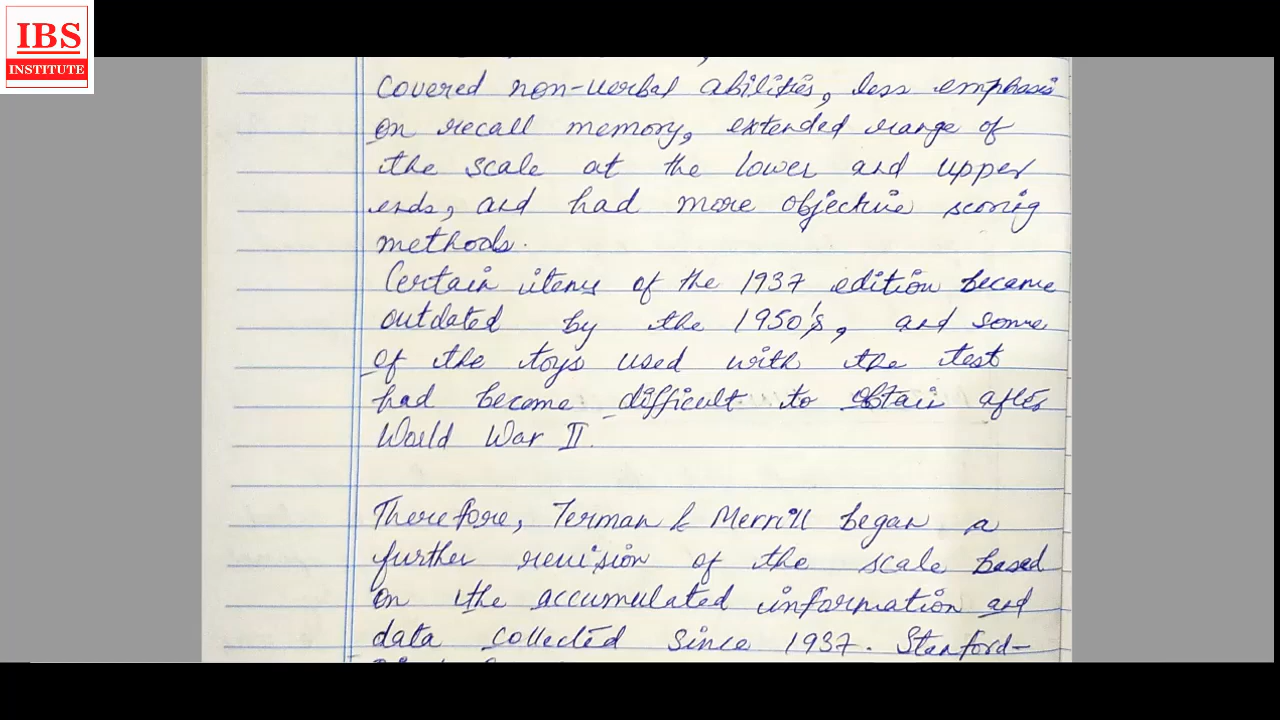 IBS
INSTITUTE
covered non-verbal abilities, less emphasis
on recall memory, extended range of
the scale at the lower and upper
ends, and had more objective scoring
methods.
Certain items of the 1937 edition became
outdated by the 1950's, and some
of the toys used with the test
had become difficult to obtain after
World War II.
Therefore, Terman & Merrill began a
further revision of the scale based
on the accumulated information and
data collected since 1937. Stanford-